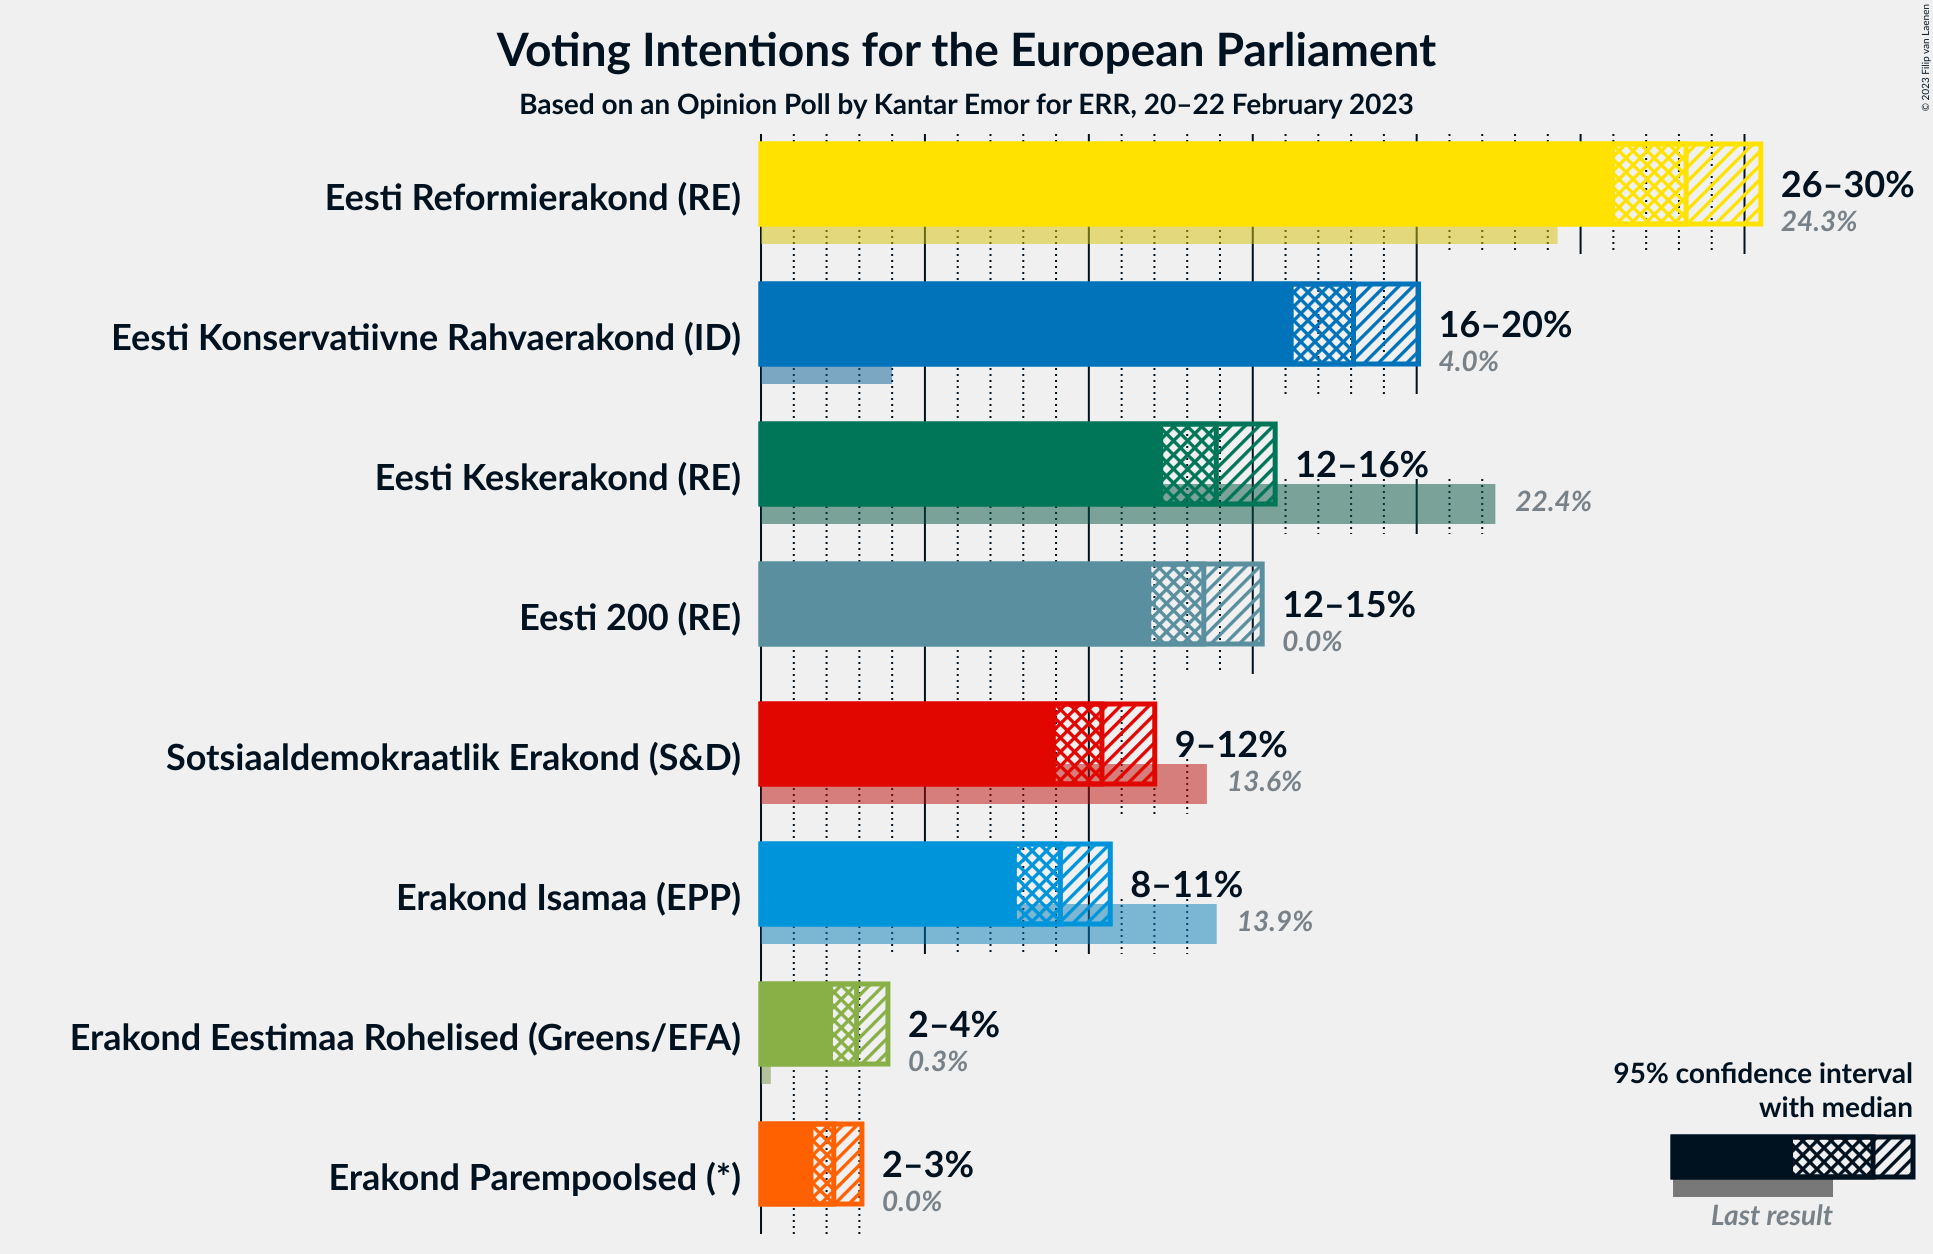 Voting Intentions for the European Parliament
Based on an Opinion Poll by Kantar Emor for ERR, 20–22 February 2023
© 2023 Filip van Laenen
Eesti Reformierakond (RE)
26–30%
24.3%
Eesti Konservatiivne Rahvaerakond (ID)
16–20%
4.0%
Eesti Keskerakond (RE)
12–16%
22.4%
Eesti 200 (RE)
12–15%
0.0%
Sotsiaaldemokraatlik Erakond (S&D)
9–12%
13.6%
Erakond Isamaa (EPP)
8–11%
13.9%
Erakond Eestimaa Rohelised (Greens/EFA)
2–4%
0.3%
Erakond Parempoolsed (*)
2–3%
0.0%
95% confidence interval
with median
Last result